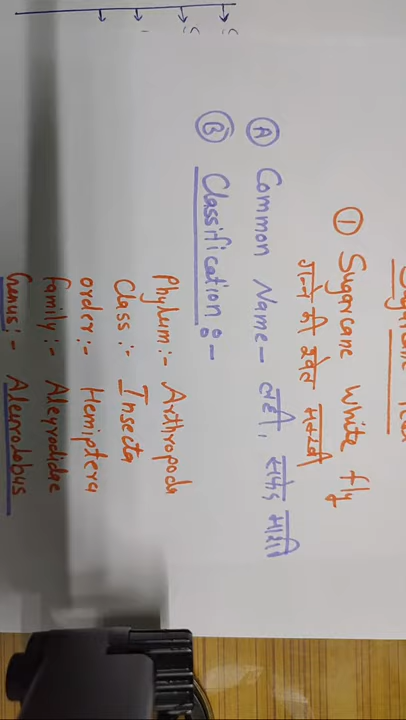 ① Sugarcane White fly
गन्ने की श्वेत मक्खी
Ⓐ Common Name - लही, सफेद माशी
Ⓑ Classification :-
Phylum :- Arthropoda
Class :- Insecta
order :- Hemiptera
family :- Aleyrodidae
Genus :- Aleurolobus